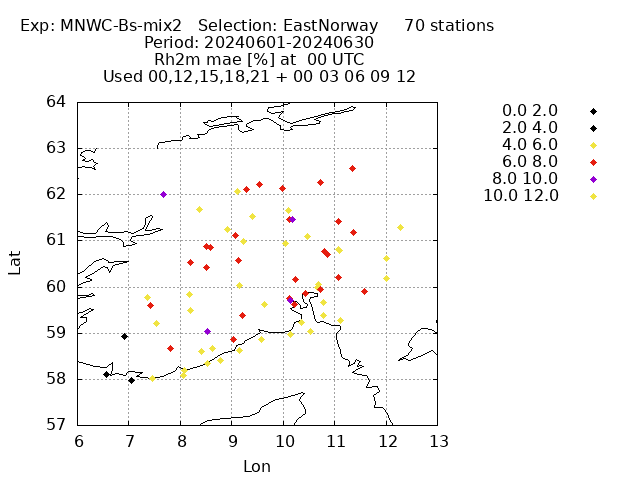 Exp: MNWC-Bs-mix2 Selection: EastNorway 70 stations
Period: 20240601-20240630
Rh2m mae [%] at 00 UTC
Used 00,12,15,18,21 + 00 03 06 09 12
64
63
62
61
60
59
58
57
Lat
6 7 8 9 10 11 12 13
Lon
0.0 2.0
2.0 4.0
4.0 6.0
6.0 8.0
8.0 10.0
10.0 12.0